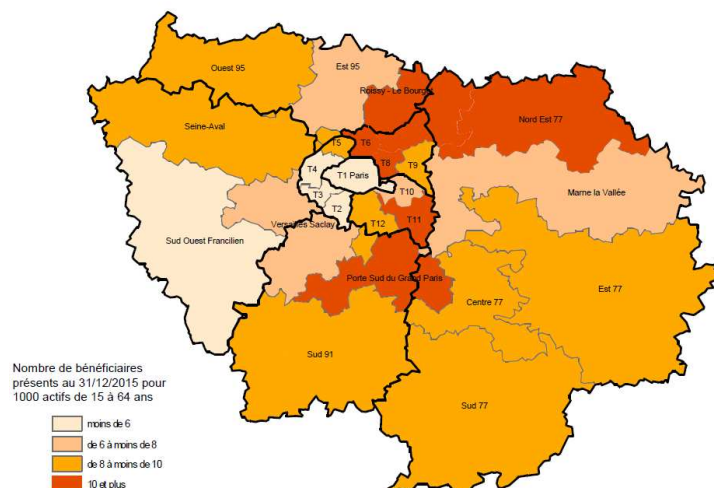 Ouest 95
Est 95
Roissy - Le Bourget
Nord Est 77
Seine-Aval
T5
T6
T4
T1 Paris
T8
T9
T3
T2
T10
Marne la Vallée
Versailles Saclay
T12
T11
Sud Ouest Francilien
Porte Sud du Grand Paris
Centre 77
Est 77
Sud 91
Sud 77
Nombre de bénéficiaires
présents au 31/12/2015 pour
1000 actifs de 15 à 64 ans
moins de 6
de 6 à moins de 8
de 8 à moins de 10
10 et plus